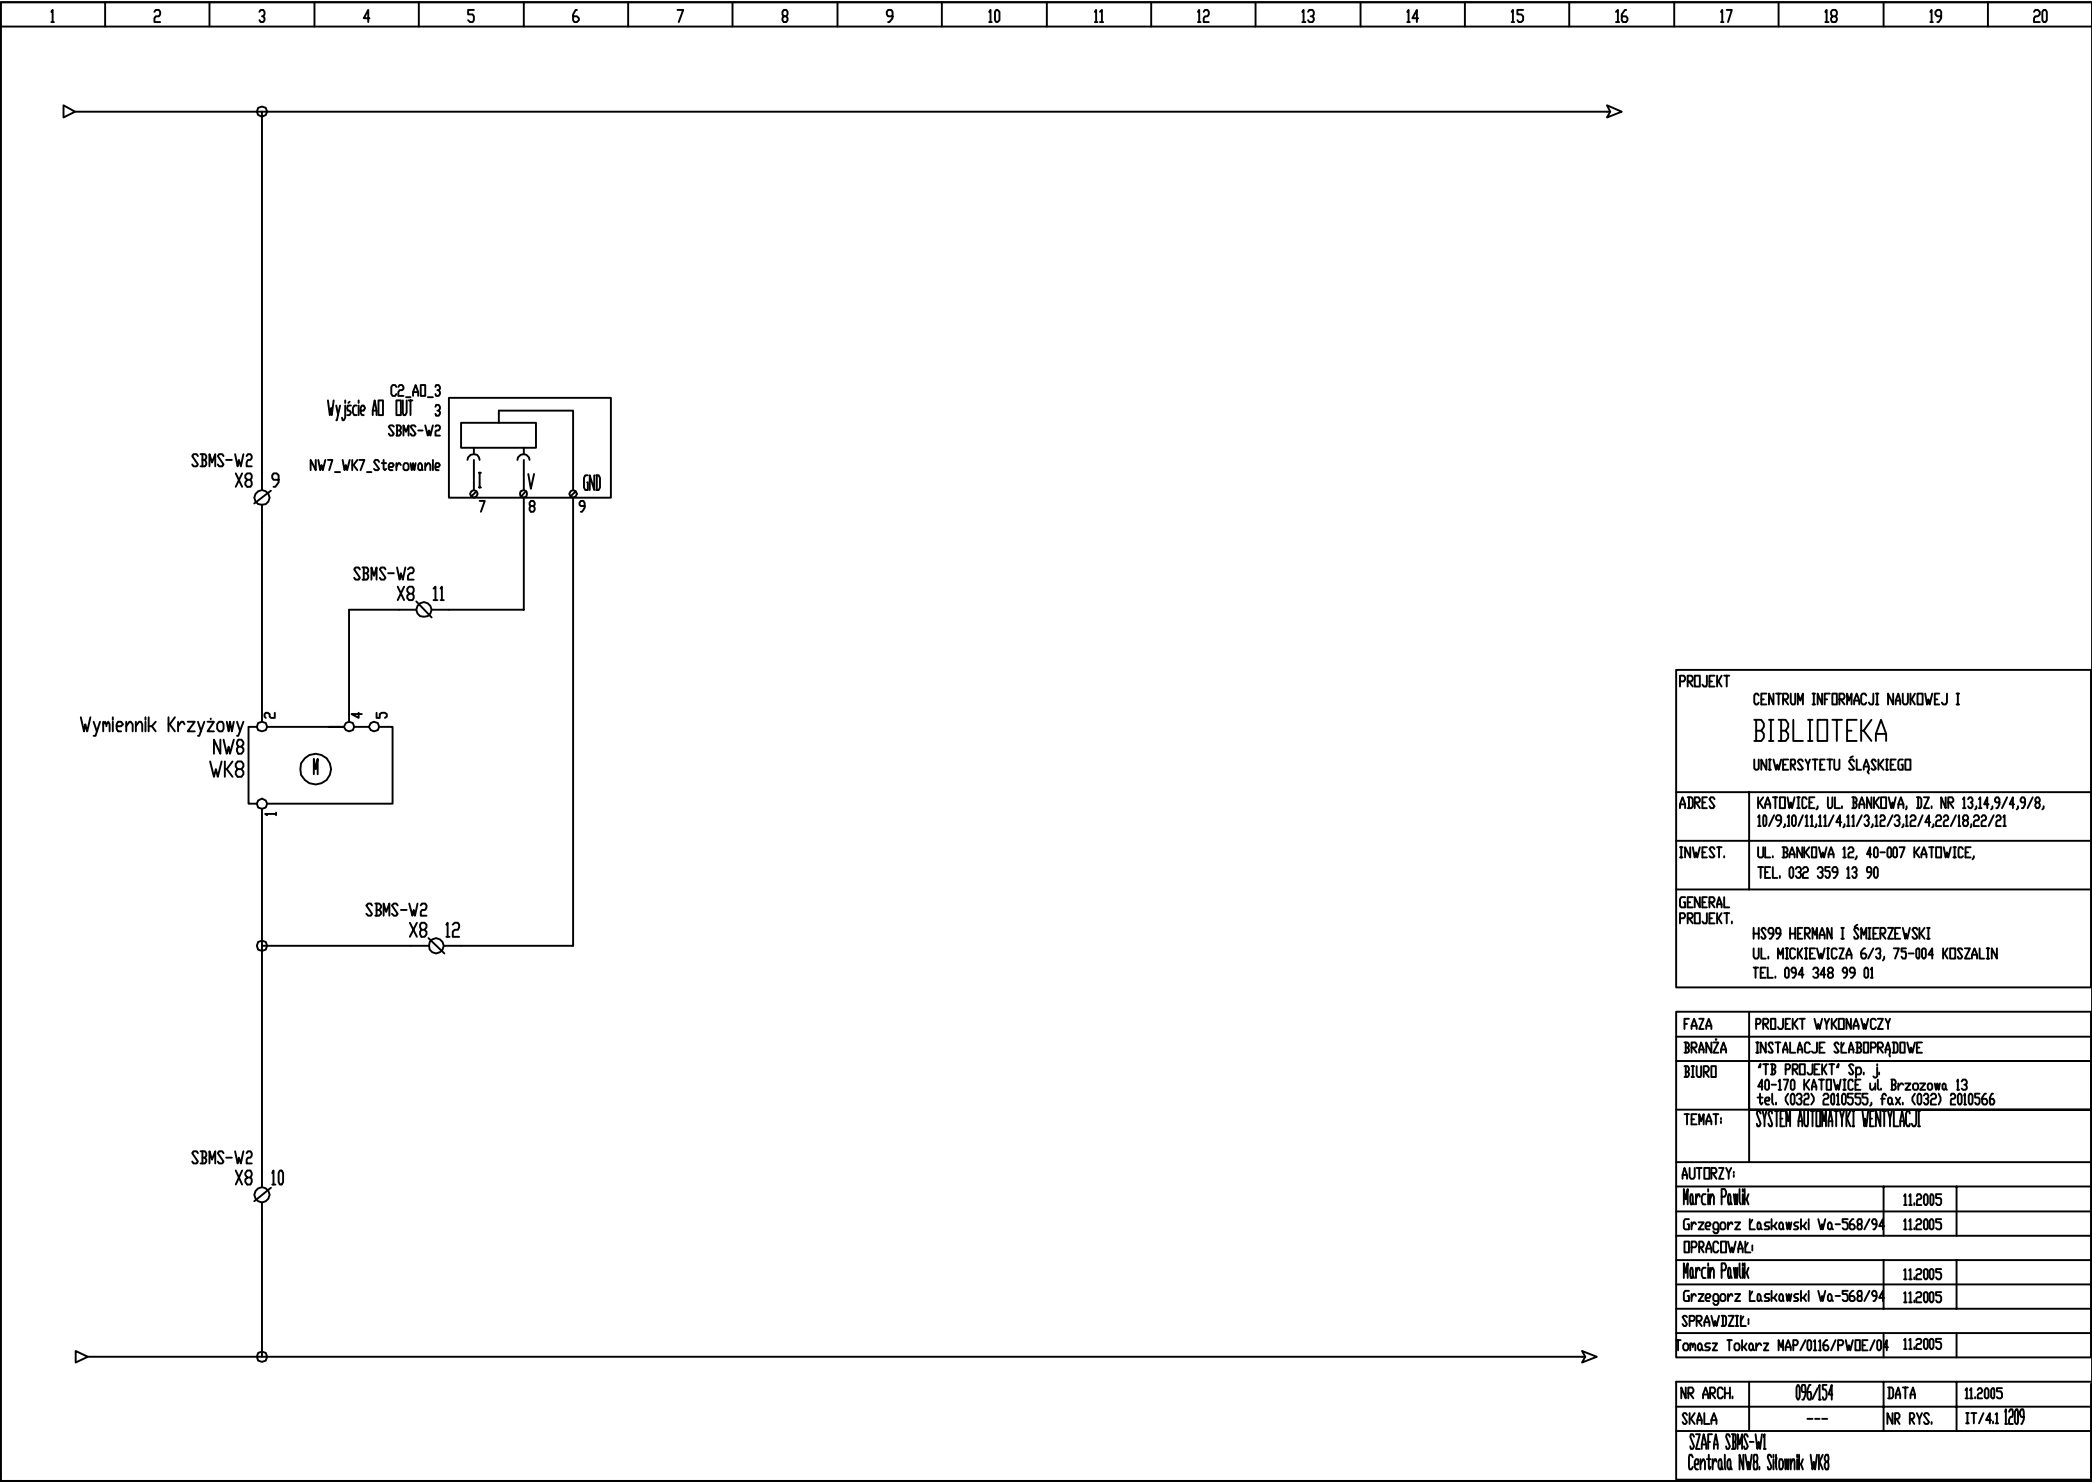 1 2 3 4 5 6 7 8 9 10 11 12 13 14 15 16 17 18 19 20
C2_AO_3
Wyjście AO OUT 3
SBMS-W2
NW7_WK7_Sterowanie
I V GND
7 8 9
SBMS-W2
X8 9
SBMS-W2
X8 11
2 4 5
Wymiennik Krzyżowy
NW8
WK8
M
1
SBMS-W2
X8 12
SBMS-W2
X8 10
PROJEKT
CENTRUM INFORMACJI NAUKOWEJ I
BIBLIOTEKA
UNIWERSYTETU ŚLĄSKIEGO
ADRES KATOWICE, UL. BANKOWA, DZ. NR 13,14,9/4,9/8,
10/9,10/11,11/4,11/3,12/3,12/4,22/18,22/21
INWEST. UL. BANKOWA 12, 40-007 KATOWICE,
TEL. 032 359 13 90
GENERAL
PROJEKT.
HS99 HERMAN I ŚMIERZEWSKI
UL. MICKIEWICZA 6/3, 75-004 KOSZALIN
TEL. 094 348 99 01
FAZA PROJEKT WYKONAWCZY
BRANŻA INSTALACJE SŁABOPRĄDOWE
BIURO "TB PROJEKT" Sp. j.
40-170 KATOWICE ul. Brzozowa 13
tel. (032) 2010555, fax. (032) 2010566
TEMAT: SYSTEM AUTOMATYKI WENTYLACJI
AUTORZY:
Marcin Pawlik 11.2005
Grzegorz Łaskawski Wa-568/94 11.2005
OPRACOWAŁ:
Marcin Pawlik 11.2005
Grzegorz Łaskawski Wa-568/94 11.2005
SPRAWDZIŁ:
Tomasz Tokarz MAP/0116/PWOE/04 11.2005
NR ARCH. 096/154 DATA 11.2005
SKALA --- NR RYS. IT/4.1 1209
SZAFA SBMS-W1
Centrala NW8. Siłownik WK8